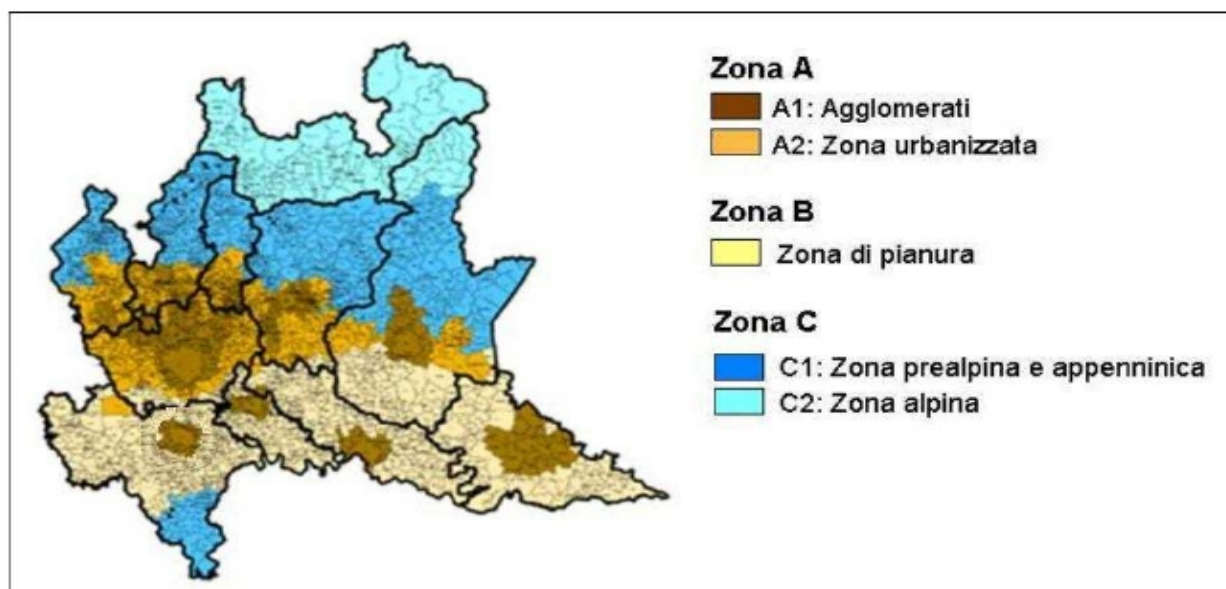 Zona A
A1: Agglomerati
A2: Zona urbanizzata
Zona B
Zona di pianura
Zona C
C1: Zona prealpina e appenninica
C2: Zona alpina